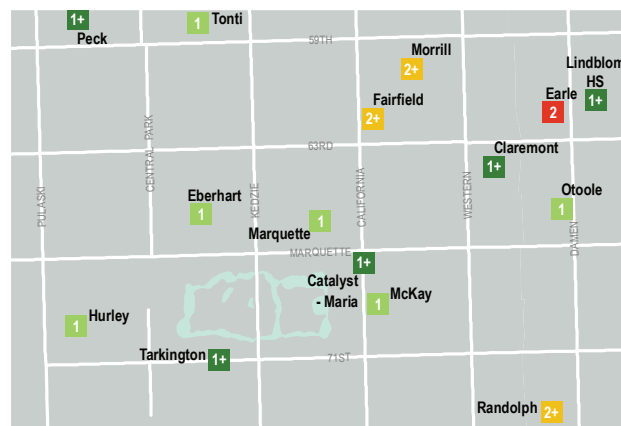 1+
Peck
1
Tonti
59TH
Morrill
2+
Lindblom
HS
1+
Earle
2
Fairfield
2+
63RD
Claremont
1+
CENTRAL PARK
PULASKI
KEDZIE
CALIFORNIA
WESTERN
DAMEN
Eberhart
1
Marquette
1
Otoole
1
MARQUETTE
1+
Catalyst
- Maria
McKay
1
Hurley
1
Tarkington
1+
71ST
Randolph
2+